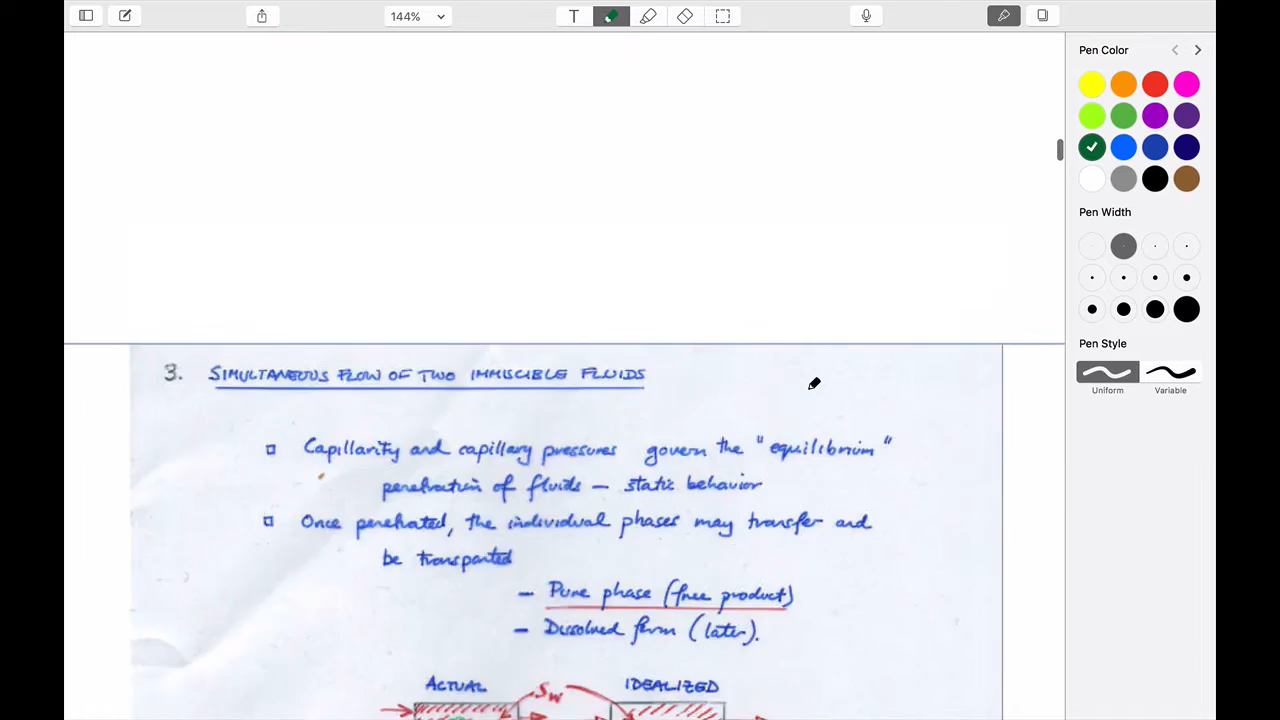 144%
T
Pen Color
Pen Width
Pen Style
Uniform
Variable
3. SIMULTANEOUS FLOW OF TWO IMMISCIBLE FLUIDS
Capillarity and capillary pressures govern the "equilibrium"
penetration of fluids — static behavior
Once penetrated, the individual phases may transfer and
be transported
— Pure phase (free product)
— Dissolved form (later).
ACTUAL Sw IDEALIZED